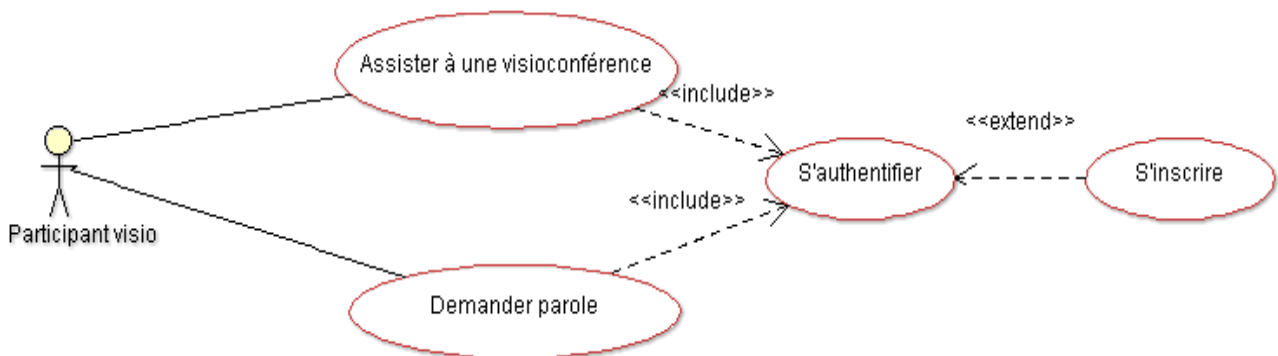 Assister à une visioconférence
<<include>>
<<extend>>
S'authentifier
S'inscrire
<<include>>
Participant visio
Demander parole